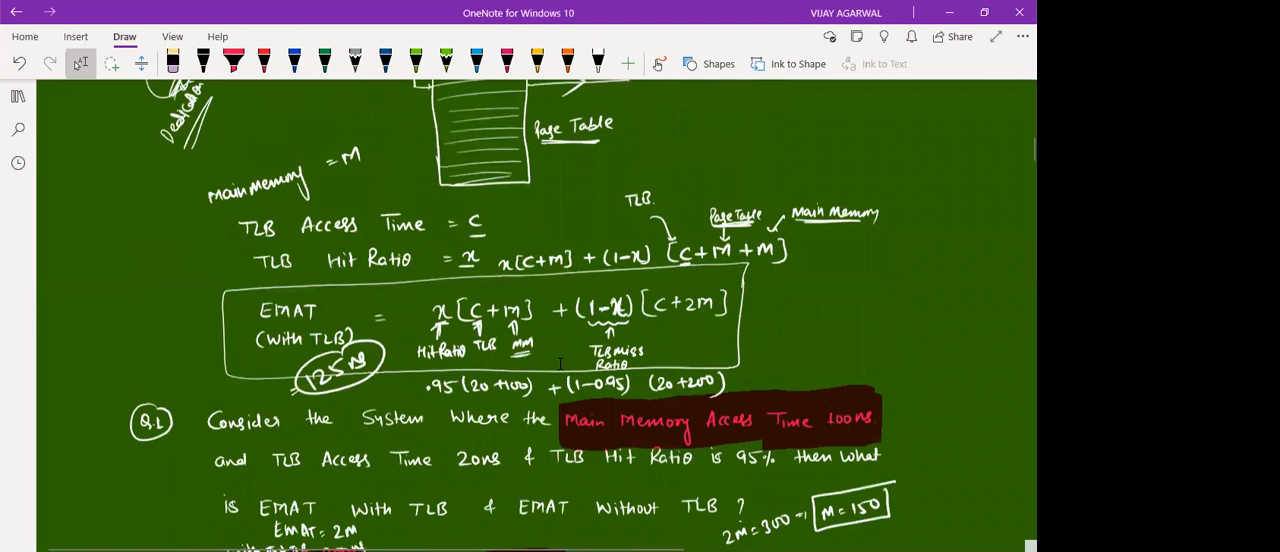 OneNote for Windows 10
VIJAY AGARWAL
Home Insert Draw View Help
Share
Shapes Ink to Shape Ink to Text
Dedication
Page Table
Main Memory = M
TLB Access Time = C
TLB Page Table Main Memory
TLB Hit Ratio = x x[C+M] + (1-x) [C+M+M]
EMAT (With TLB) = x[C+M] + (1-x) [C+2M]
Hit Ratio TLB MM TLB Miss Ratio
= 125 ns .95 (20+100) + (1-0.95) (20+200)
Q.1 Consider the System Where the Main Memory Access Time 100ns
and TLB Access Time 20ns & TLB Hit Ratio is 95% then What
is EMAT With TLB & EMAT Without TLB ?
EMAT = 2M
2M = 300 M = 150